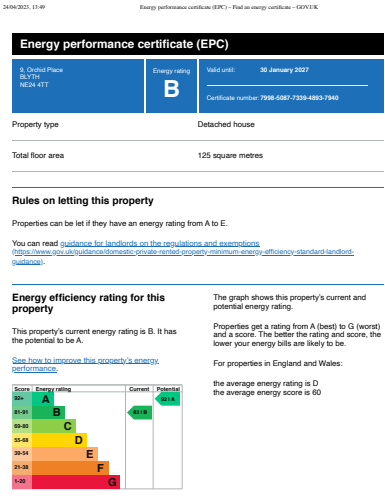 24/04/2023, 13:49 Energy performance certificate (EPC) – Find an energy certificate – GOV.UK
Energy performance certificate (EPC)
9, Orchid Place
BLYTH
NE24 4TT
Energy rating
B
Valid until: 30 January 2027
Certificate number: 7998-5087-7339-4893-7940
Property type Detached house
Total floor area 125 square metres
Rules on letting this property
Properties can be let if they have an energy rating from A to E.
You can read guidance for landlords on the regulations and exemptions
(https://www.gov.uk/guidance/domestic-private-rented-property-minimum-energy-efficiency-standard-landlord-
guidance).
Energy efficiency rating for this
property
This property's current energy rating is B. It has
the potential to be A.
See how to improve this property's energy
performance.
Score Energy rating Current Potential
92+ A 92 | A
81-91 B 83 | B
69-80 C
55-68 D
39-54 E
21-38 F
1-20 G
The graph shows this property's current and
potential energy rating.
Properties get a rating from A (best) to G (worst)
and a score. The better the rating and score, the
lower your energy bills are likely to be.
For properties in England and Wales:
the average energy rating is D
the average energy score is 60